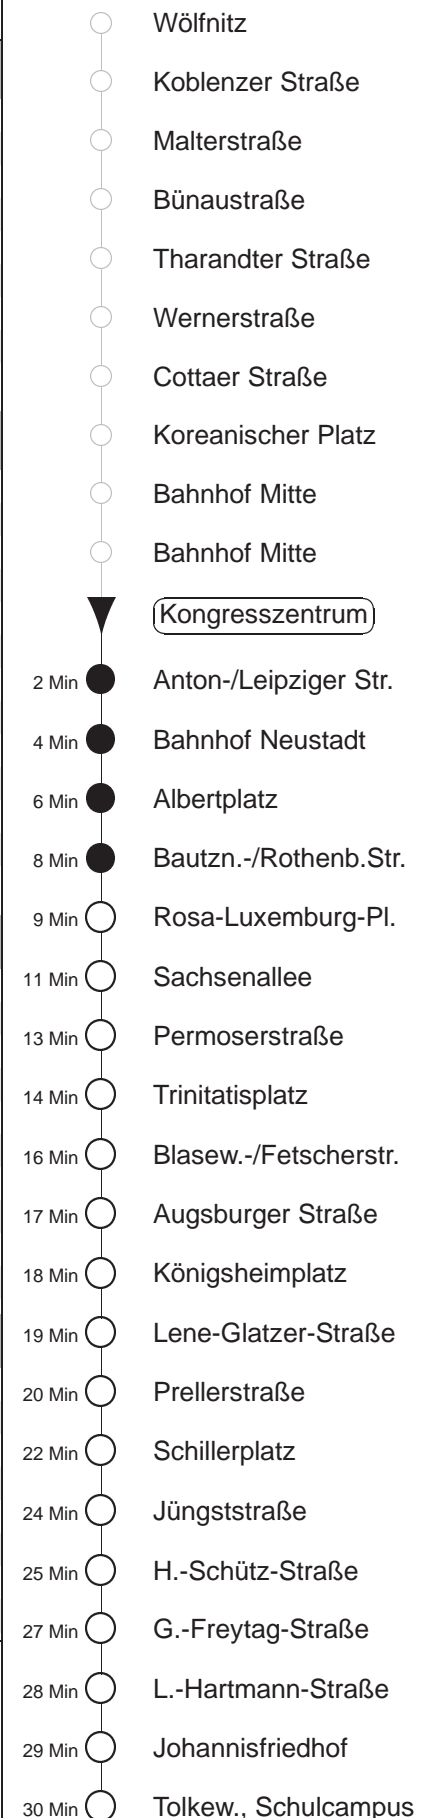 Wölfnitz
Koblenzer Straße
Malterstraße
Bünaustraße
Tharandter Straße
Wernerstraße
Cottaer Straße
Koreanischer Platz
Bahnhof Mitte
Bahnhof Mitte
Kongresszentrum
2 Min Anton-/Leipziger Str.
4 Min Bahnhof Neustadt
6 Min Albertplatz
8 Min Bautzn.-/Rothenb.Str.
9 Min Rosa-Luxemburg-Pl.
11 Min Sachsenallee
13 Min Permoserstraße
14 Min Trinitatisplatz
16 Min Blasew.-/Fetscherstr.
17 Min Augsburger Straße
18 Min Königsheimplatz
19 Min Lene-Glatzer-Straße
20 Min Prellerstraße
22 Min Schillerplatz
24 Min Jüngststraße
25 Min H.-Schütz-Straße
27 Min G.-Freytag-Straße
28 Min L.-Hartmann-Straße
29 Min Johannisfriedhof
30 Min Tolkew., Schulcampus